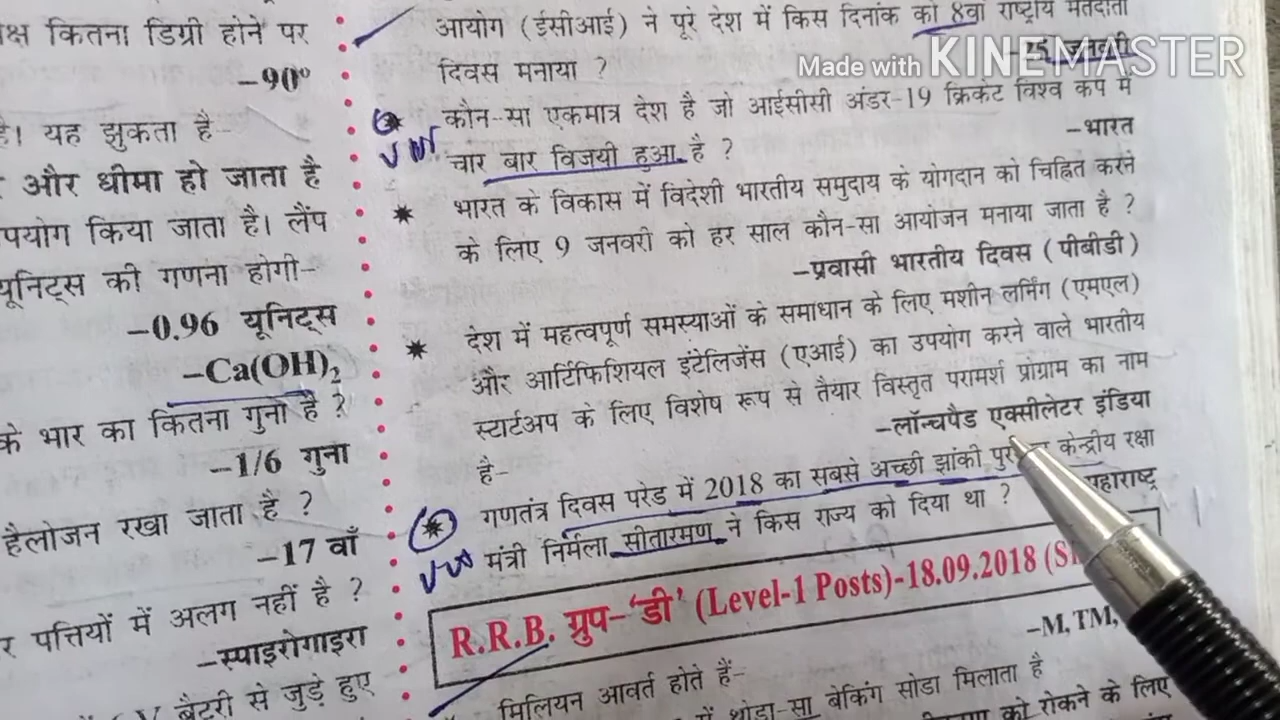 क्ष कितना डिग्री होने पर
-90°
है। यह झुकता है-
और धीमा हो जाता है
पयोग किया जाता है। लैंप
यूनिट्स की गणना होगी-
-0.96 यूनिट्स
-Ca(OH)₂
के भार का कितना गुना है ?
-1/6 गुना
हैलोजन रखा जाता है ?
-17 वाँ
र पत्तियों में अलग नहीं है ?
-स्पाइरोगाइरा
V बैटरी से जुड़े हुए
आयोग (ईसीआई) ने पूरे देश में किस दिनांक को 8वां राष्ट्रीय मतदाता
दिवस मनाया ?
-25 जनवरी
Made with KINEMASTER
कौन-सा एकमात्र देश है जो आईसीसी अंडर-19 क्रिकेट विश्व कप में
चार बार विजयी हुआ है ?
-भारत
भारत के विकास में विदेशी भारतीय समुदाय के योगदान को चिह्नित करने
के लिए 9 जनवरी को हर साल कौन-सा आयोजन मनाया जाता है ?
-प्रवासी भारतीय दिवस (पीबीडी)
देश में महत्वपूर्ण समस्याओं के समाधान के लिए मशीन लर्निंग (एमएल)
और आर्टिफिशियल इंटेलिजेंस (एआई) का उपयोग करने वाले भारतीय
स्टार्टअप के लिए विशेष रूप से तैयार विस्तृत परामर्श प्रोग्राम का नाम
है-
-लॉन्चपैड एक्सीलेटर इंडिया
गणतंत्र दिवस परेड में 2018 का सबसे अच्छी झांकी केन्द्रीय रक्षा
मंत्री निर्मला सीतारमण ने किस राज्य को दिया था ?
महाराष्ट्र
R.R.B. ग्रुप-'डी' (Level-1 Posts)-18.09.2018
-M, TM,
मिलियन आवर्त होते हैं-
में थोड़ा-सा बेकिंग सोडा मिलाता है
को रोकने के लिए